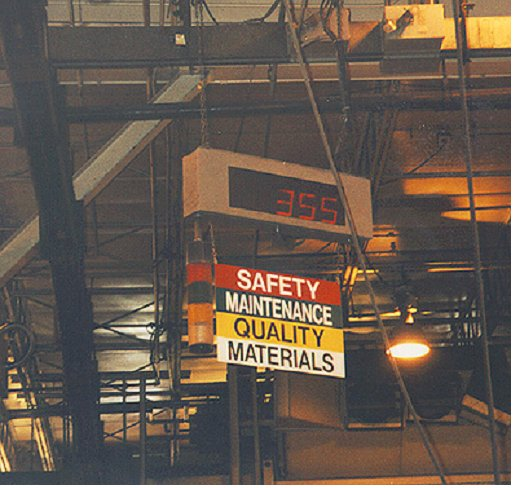 355
SAFETY
MAINTENANCE
QUALITY
MATERIALS